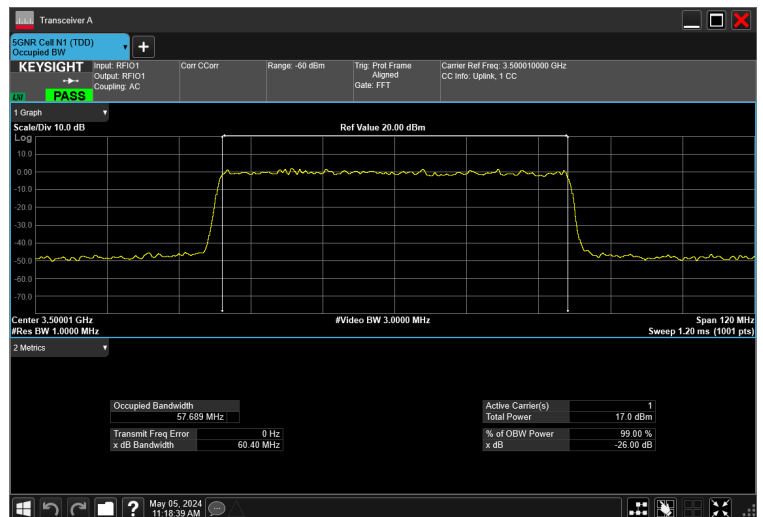 Transceiver A
5GNR Cell N1 (TDD)
Occupied BW
KEYSIGHT
LXI
PASS
Input: RFIO1
Output: RFIO1
Coupling: AC
Corr CCorr
Range: -60 dBm
Trig: Prot Frame
Aligned
Gate: FFT
Carrier Ref Freq: 3.500010000 GHz
CC Info: Uplink, 1 CC
1 Graph
Scale/Div 10.0 dB
Ref Value 20.00 dBm
Log
10.0
0.00
-10.0
-20.0
-30.0
-40.0
-50.0
-60.0
-70.0
Center 3.50001 GHz
#Video BW 3.0000 MHz
Span 120 MHz
#Res BW 1.0000 MHz
Sweep 1.20 ms (1001 pts)
2 Metrics
Occupied Bandwidth
57.689 MHz
Transmit Freq Error 0 Hz
x dB Bandwidth 60.40 MHz
Active Carrier(s) 1
Total Power 17.0 dBm
% of OBW Power 99.00 %
x dB -26.00 dB
?
May 05, 2024
11:18:39 AM